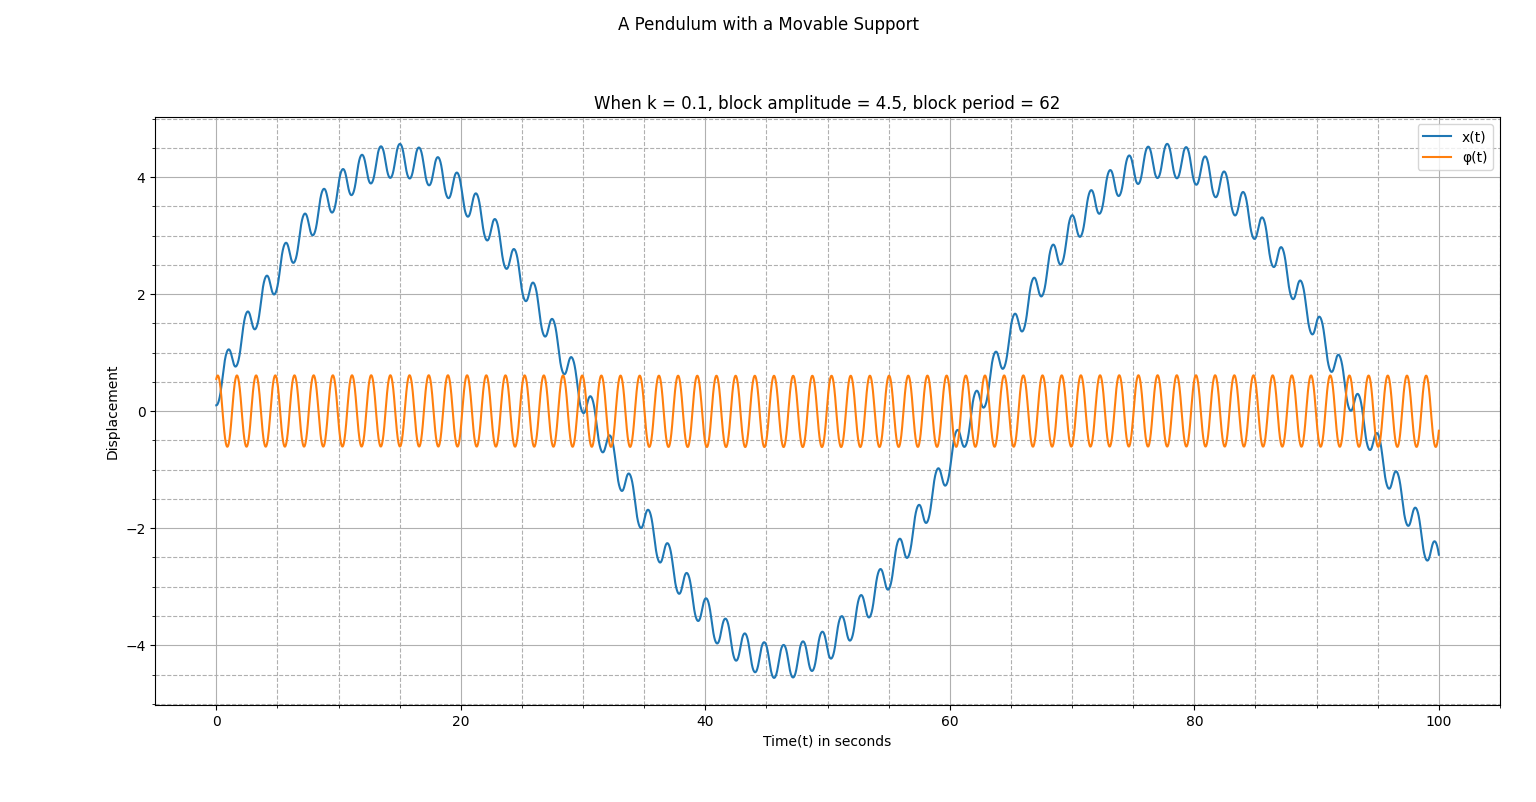 A Pendulum with a Movable Support
When k = 0.1, block amplitude = 4.5, block period = 62
x(t)
φ(t)
Displacement
4
2
0
−2
−4
0 20 40 60 80 100
Time(t) in seconds